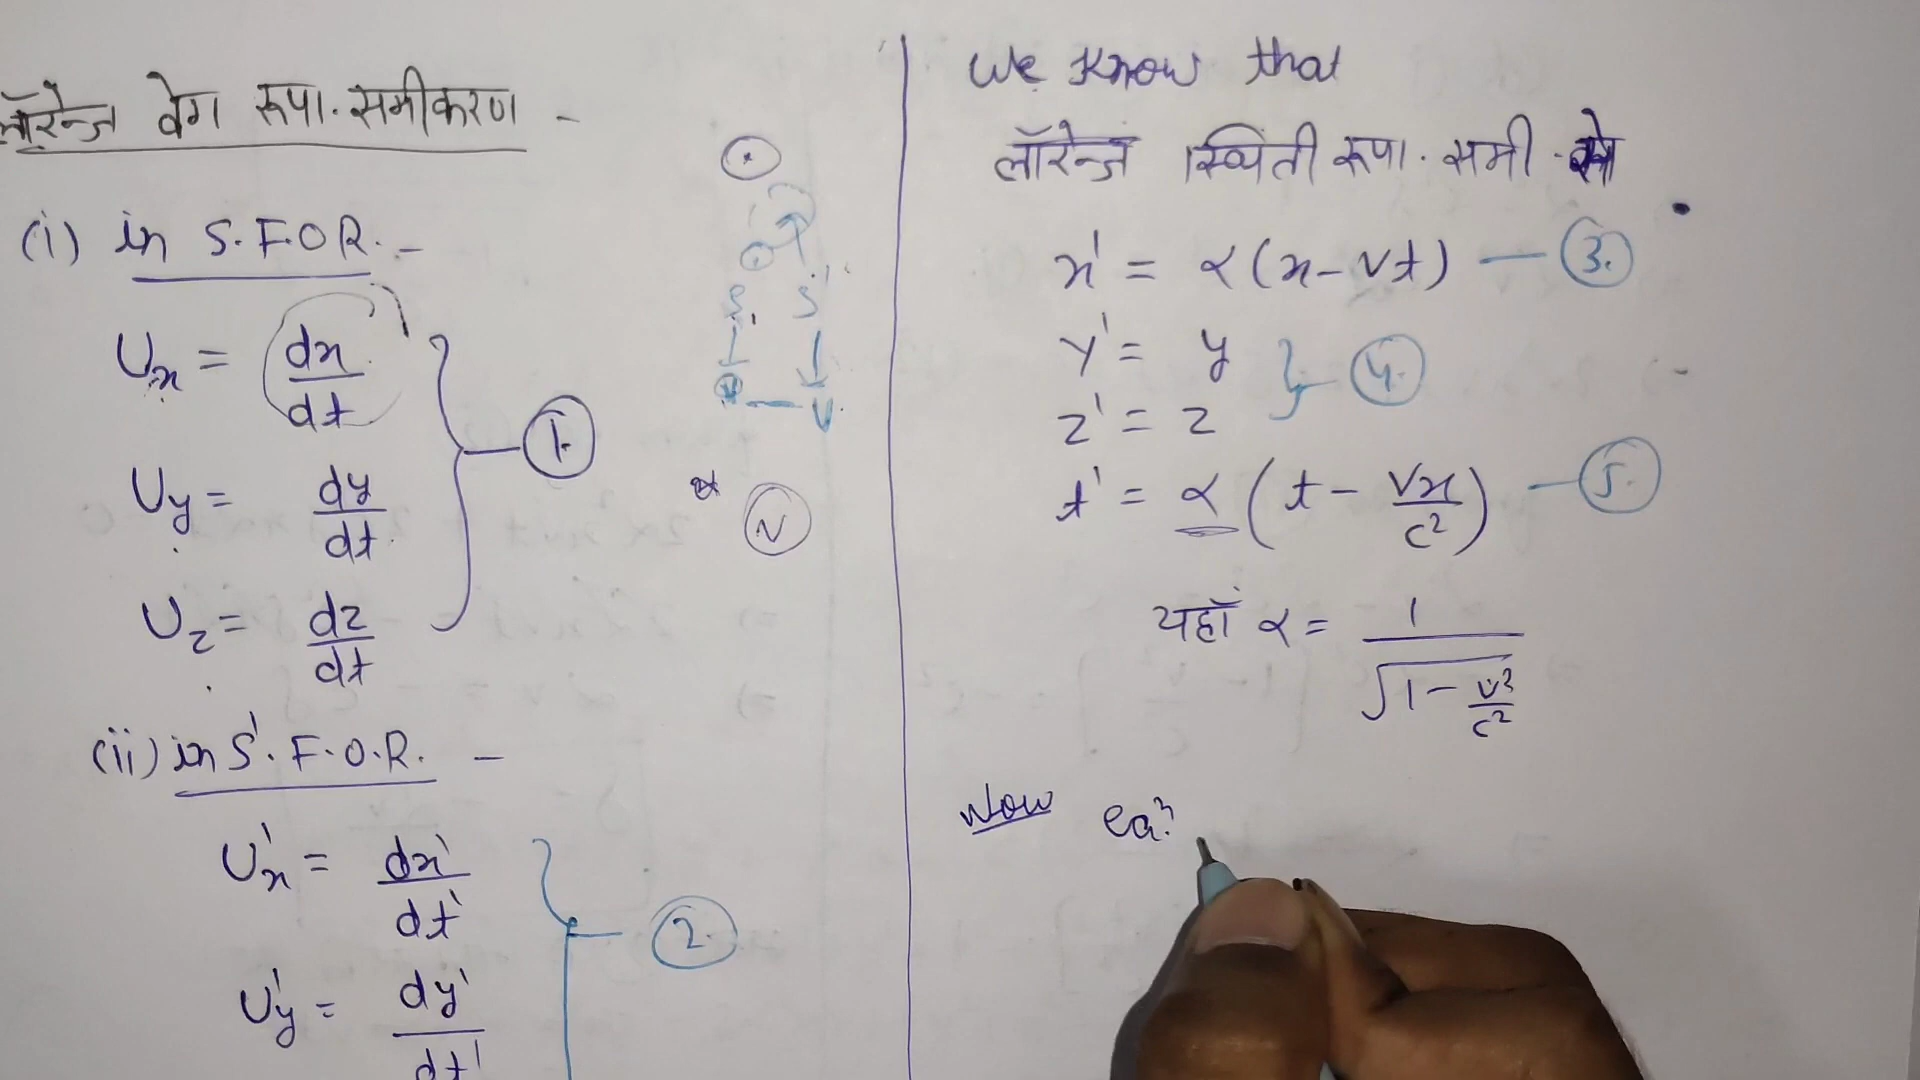 लॉरेन्ज वेग रूपा. समीकरण -
(i) in S. F.O R. -
Ux = dx/dt
Uy = dy/dt
Uz = dz/dt
1.
(ii) in S'. F.O.R. -
U'x = dx'/dt'
U'y = dy'/dt'
2.
S S'
V
We Know that
लॉरेन्ज स्थिती रूपा. समी. से
x' = α(x - vt) — 3.
y' = y
z' = z
4.
t' = α (t - vx/c²) — 5.
यहाँ α = 1/√1 - v²/c²
Now eqn